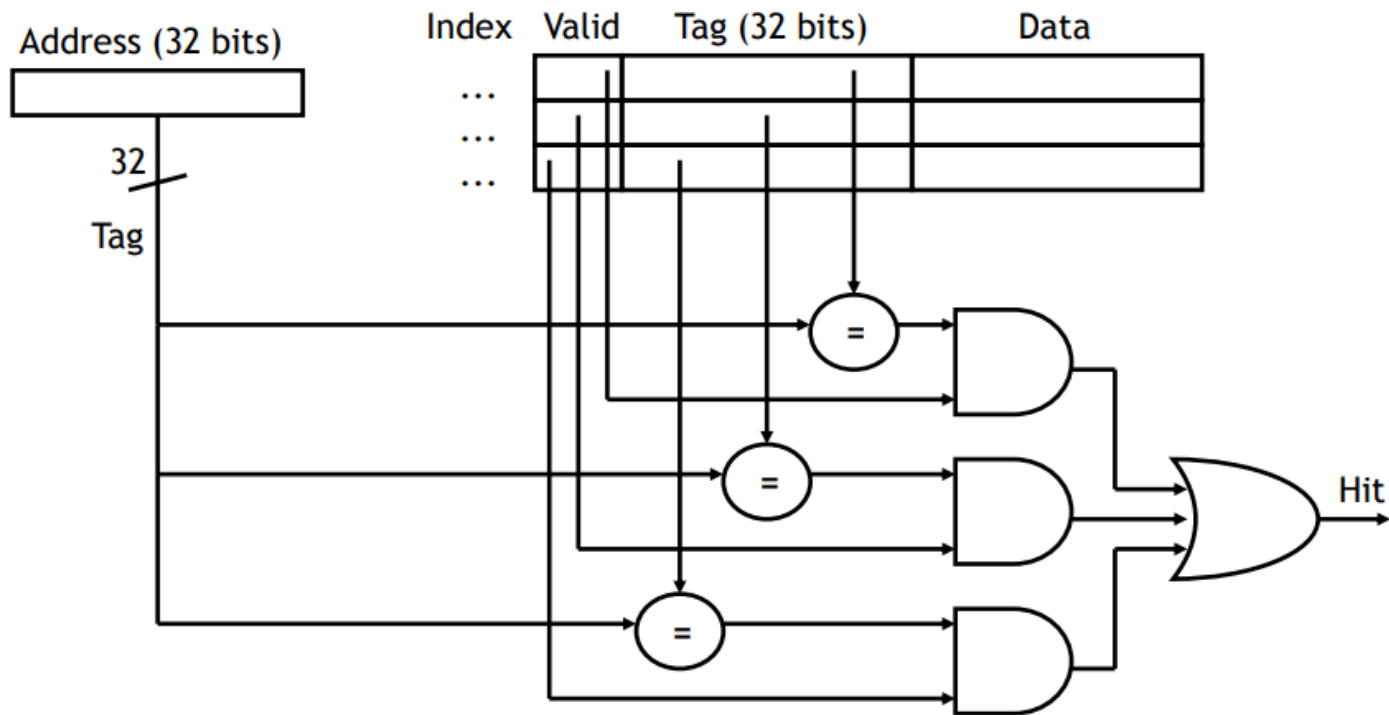 Address (32 bits)
Index Valid Tag (32 bits) Data
...
...
...
32
Tag
=
=
=
Hit